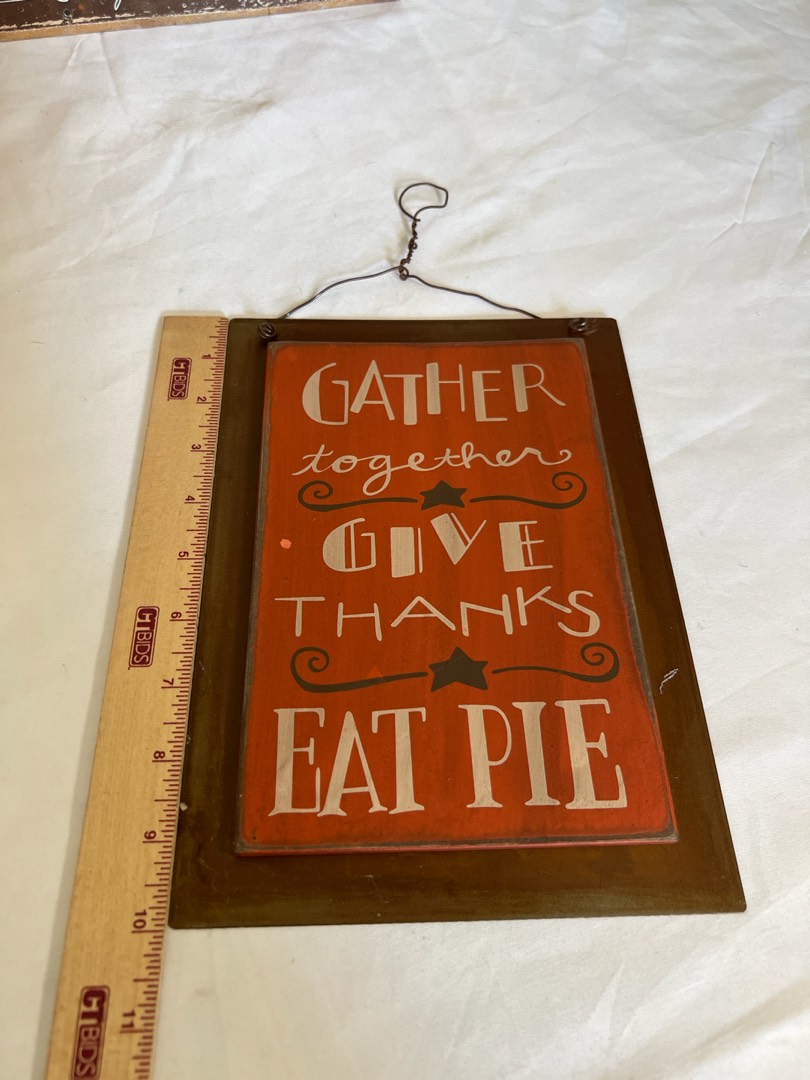 GATHER
together
GIVE
THANKS
EAT PIE
1
2
3
4
5
6
7
8
9
10
11
CTBIDS
CTBIDS
CTBIDS